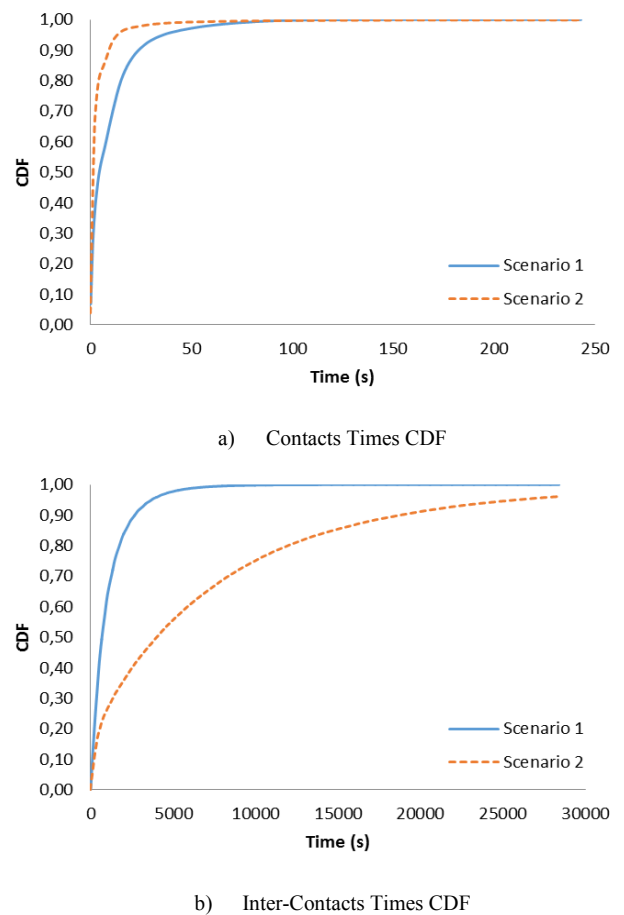 1,00
0,90
0,80
0,70
0,60
0,50
0,40
0,30
0,20
0,10
0,00
CDF
Scenario 1
Scenario 2
0 50 100 150 200 250
Time (s)
a) Contacts Times CDF
1,00
0,90
0,80
0,70
0,60
0,50
0,40
0,30
0,20
0,10
0,00
CDF
Scenario 1
Scenario 2
0 5000 10000 15000 20000 25000 30000
Time (s)
b) Inter-Contacts Times CDF